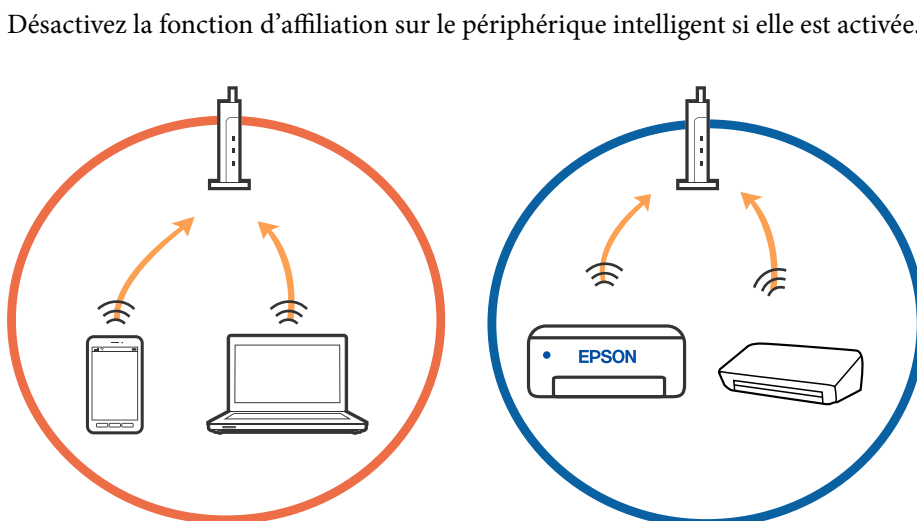 Désactivez la fonction d’affiliation sur le périphérique intelligent si elle est activée.
EPSON